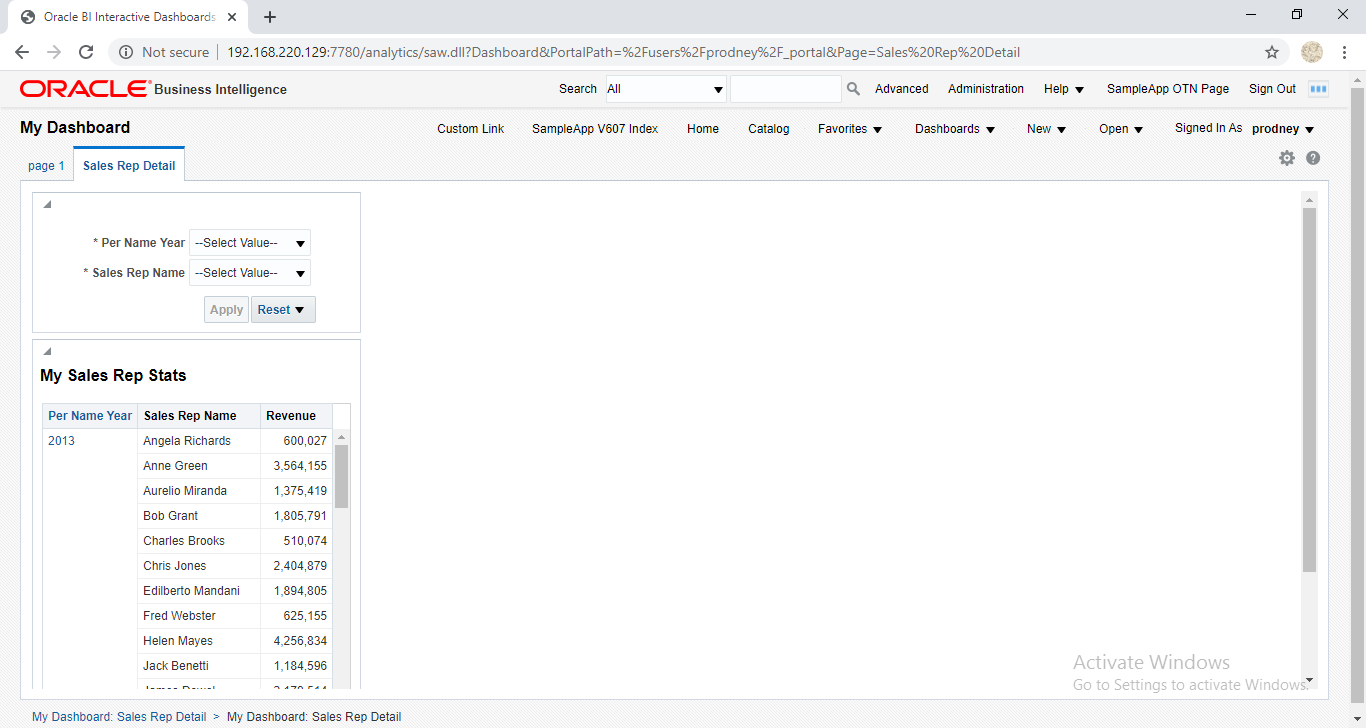 Oracle BI Interactive Dashboards
Not secure 192.168.220.129:7780/analytics/saw.dll?Dashboard&PortalPath=%2Fusers%2Fprodney%2F_portal&Page=Sales%20Rep%20Detail
ORACLE Business Intelligence Search All Advanced Administration Help SampleApp OTN Page Sign Out
My Dashboard Custom Link SampleApp V607 Index Home Catalog Favorites Dashboards New Open Signed In As prodney
page 1 Sales Rep Detail
* Per Name Year --Select Value--
* Sales Rep Name --Select Value--
Apply Reset
My Sales Rep Stats
Per Name Year Sales Rep Name Revenue
2013 Angela Richards 600,027
Anne Green 3,564,155
Aurelio Miranda 1,375,419
Bob Grant 1,805,791
Charles Brooks 510,074
Chris Jones 2,404,879
Edilberto Mandani 1,894,805
Fred Webster 625,155
Helen Mayes 4,256,834
Jack Benetti 1,184,596
Activate Windows
Go to Settings to activate Windows.
My Dashboard: Sales Rep Detail > My Dashboard: Sales Rep Detail